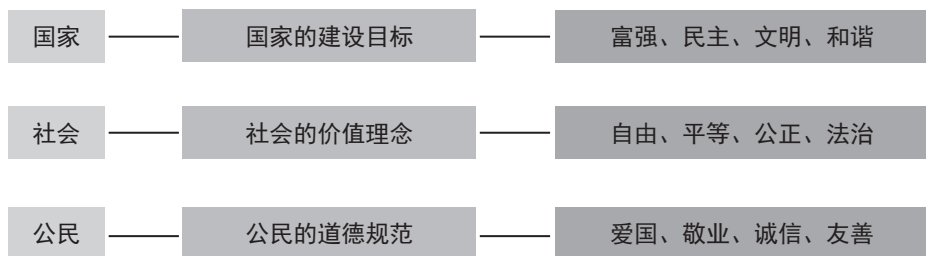 国家 国家的建设目标 富强、民主、文明、和谐
社会 社会的价值理念 自由、平等、公正、法治
公民 公民的道德规范 爱国、敬业、诚信、友善